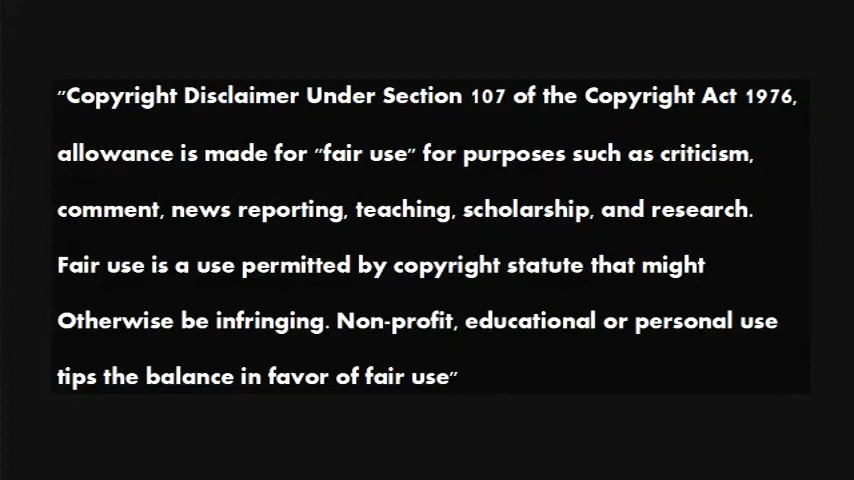 "Copyright Disclaimer Under Section 107 of the Copyright Act 1976,
allowance is made for "fair use" for purposes such as criticism,
comment, news reporting, teaching, scholarship, and research.
Fair use is a use permitted by copyright statute that might
Otherwise be infringing. Non-profit, educational or personal use
tips the balance in favor of fair use"